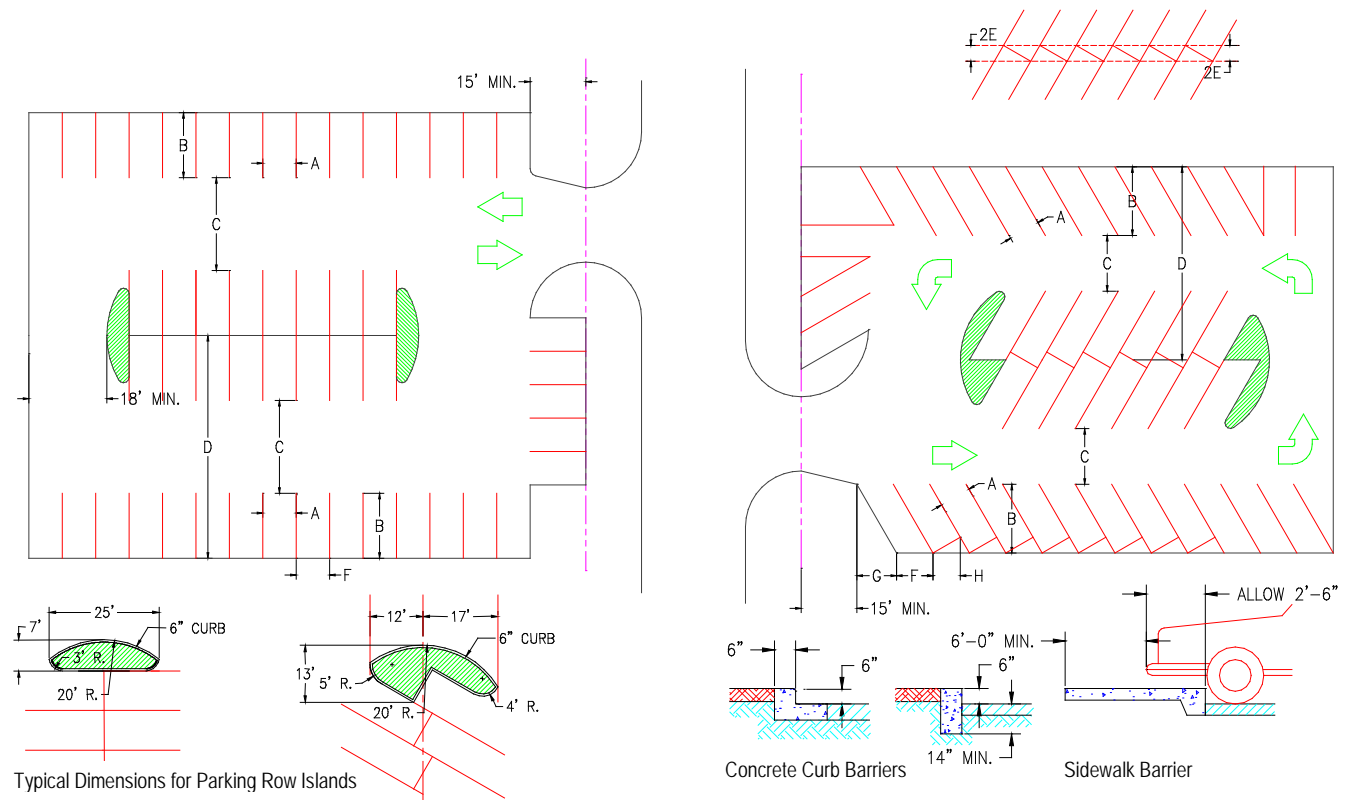 15' MIN.
B
A
C
18' MIN.
D
C
A
B
F
2E
2E
B
A
C
D
C
A
B
G
F
H
15' MIN.
25'
7'
6" CURB
3' R.
20' R.
12'
17'
6" CURB
13'
5' R.
20' R.
4' R.
Typical Dimensions for Parking Row Islands
6"
6"
6"
14" MIN.
Concrete Curb Barriers
ALLOW 2'-6"
6'-0" MIN.
Sidewalk Barrier